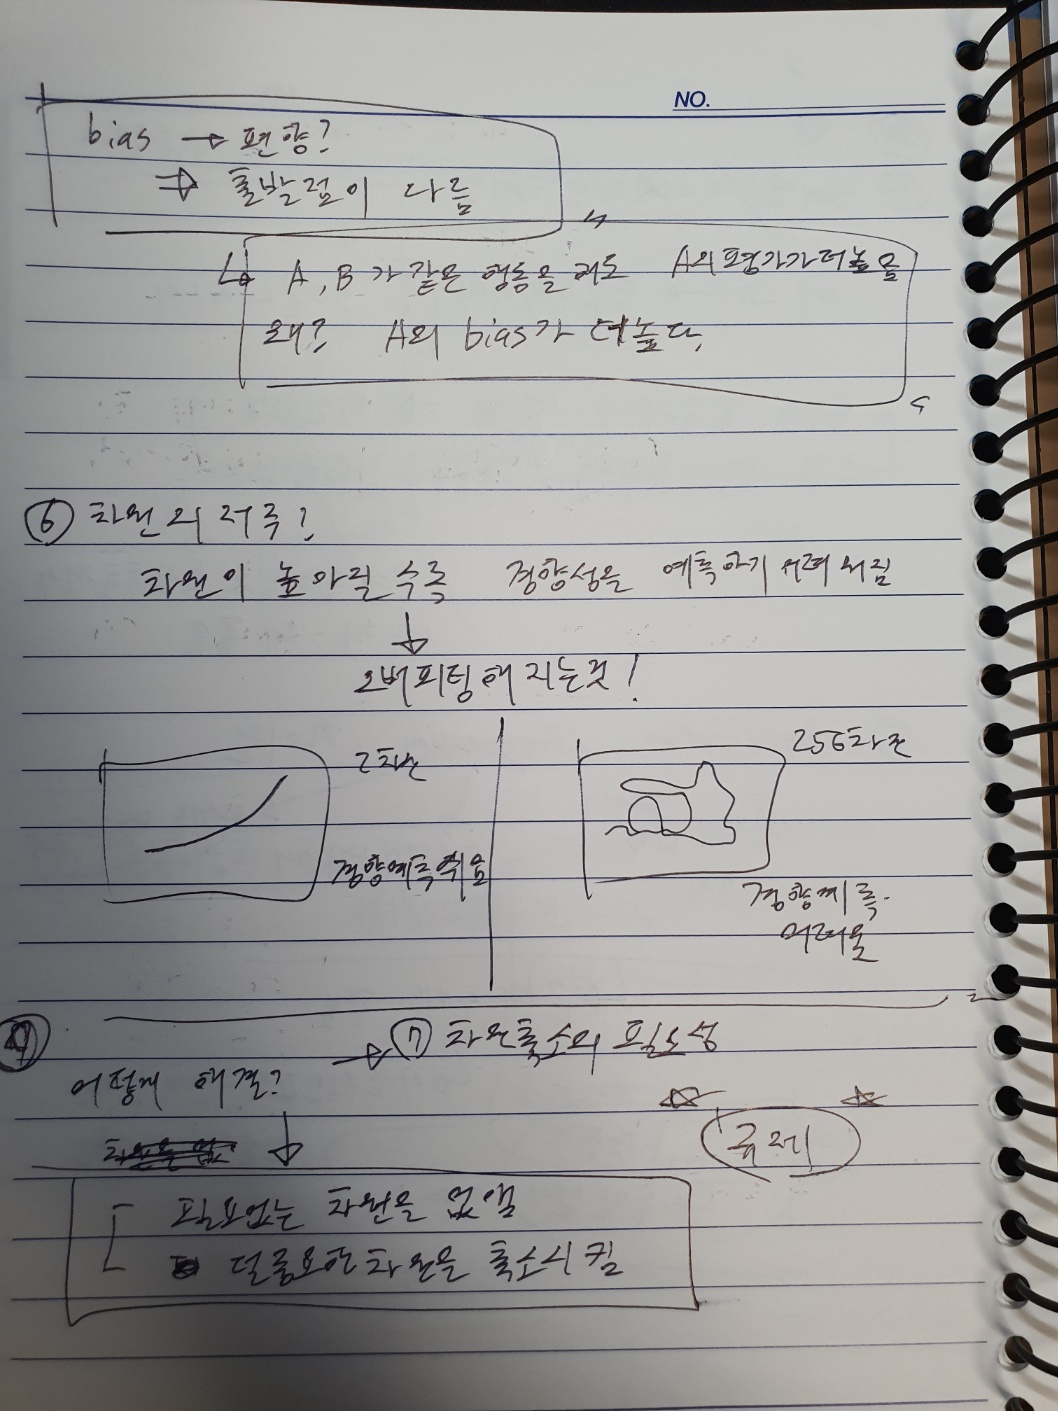 NO.
bias → 편향?
⇒ 출발점이 다름
↳ A, B가 같은 행동을 해도 A의 평가가 더 높음
왜? A의 bias가 더 높다.
⑥ 차원의 저주?
차원이 높아질 수록 경향성을 예측하기 어려워짐
↓
오버피팅해 지는것!
2차원
256차원
경향예측 쉬움
경향예측.
어려움
→ ⑦ 차원축소의 필요성
어떻게 해결?
↓
규제
필요없는 차원을 없앰
덜 중요한 차원을 축소시킴